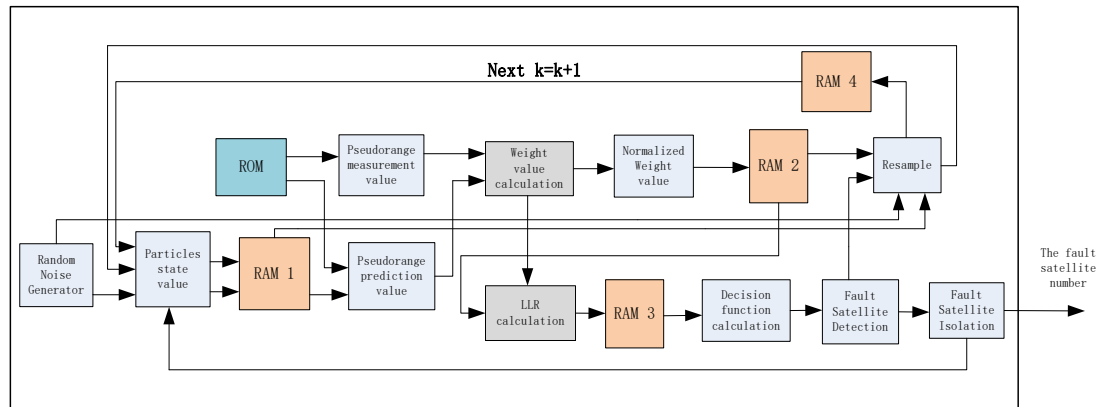 Next k=k+1
RAM 4
ROM
Pseudorange
measurement
value
Weight
value
calculation
Normalized
Weight
value
RAM 2
Resample
Random
Noise
Generator
Particles
state
value
RAM 1
Pseudorange
prediction
value
LLR
calculation
RAM 3
Decision
function
calculation
Fault
Satellite
Detection
Fault
Satellite
Isolation
The fault
satellite
number